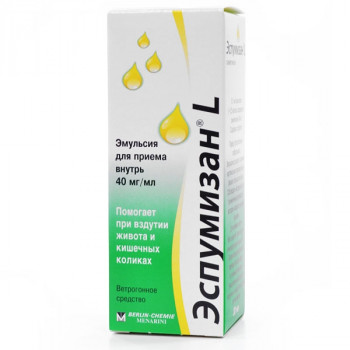 Эмульсия
для приема
внутрь
40 мг/мл
Помогает
при вздутии
живота и
кишечных
коликах
Ветрогонное
средство
BERLIN-CHEMIE
MENARINI
Эспумизан® L